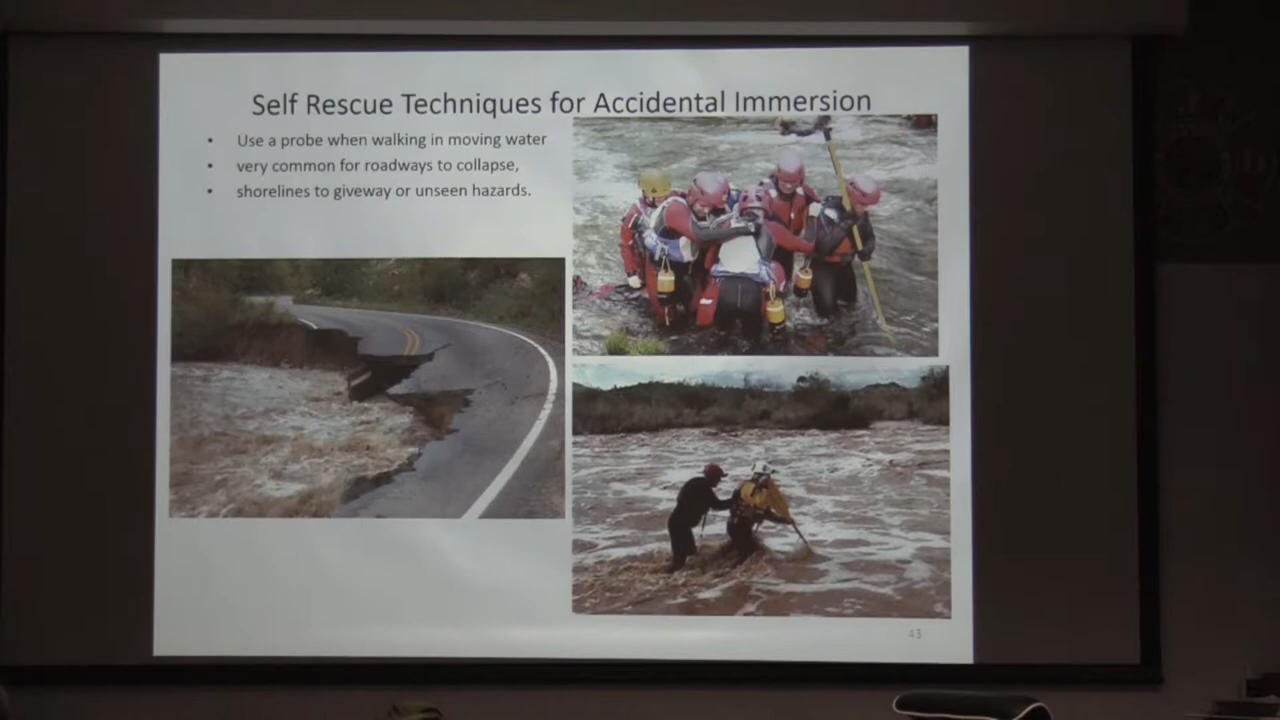 Self Rescue Techniques for Accidental Immersion
• Use a probe when walking in moving water
• very common for roadways to collapse,
• shorelines to giveway or unseen hazards.
43